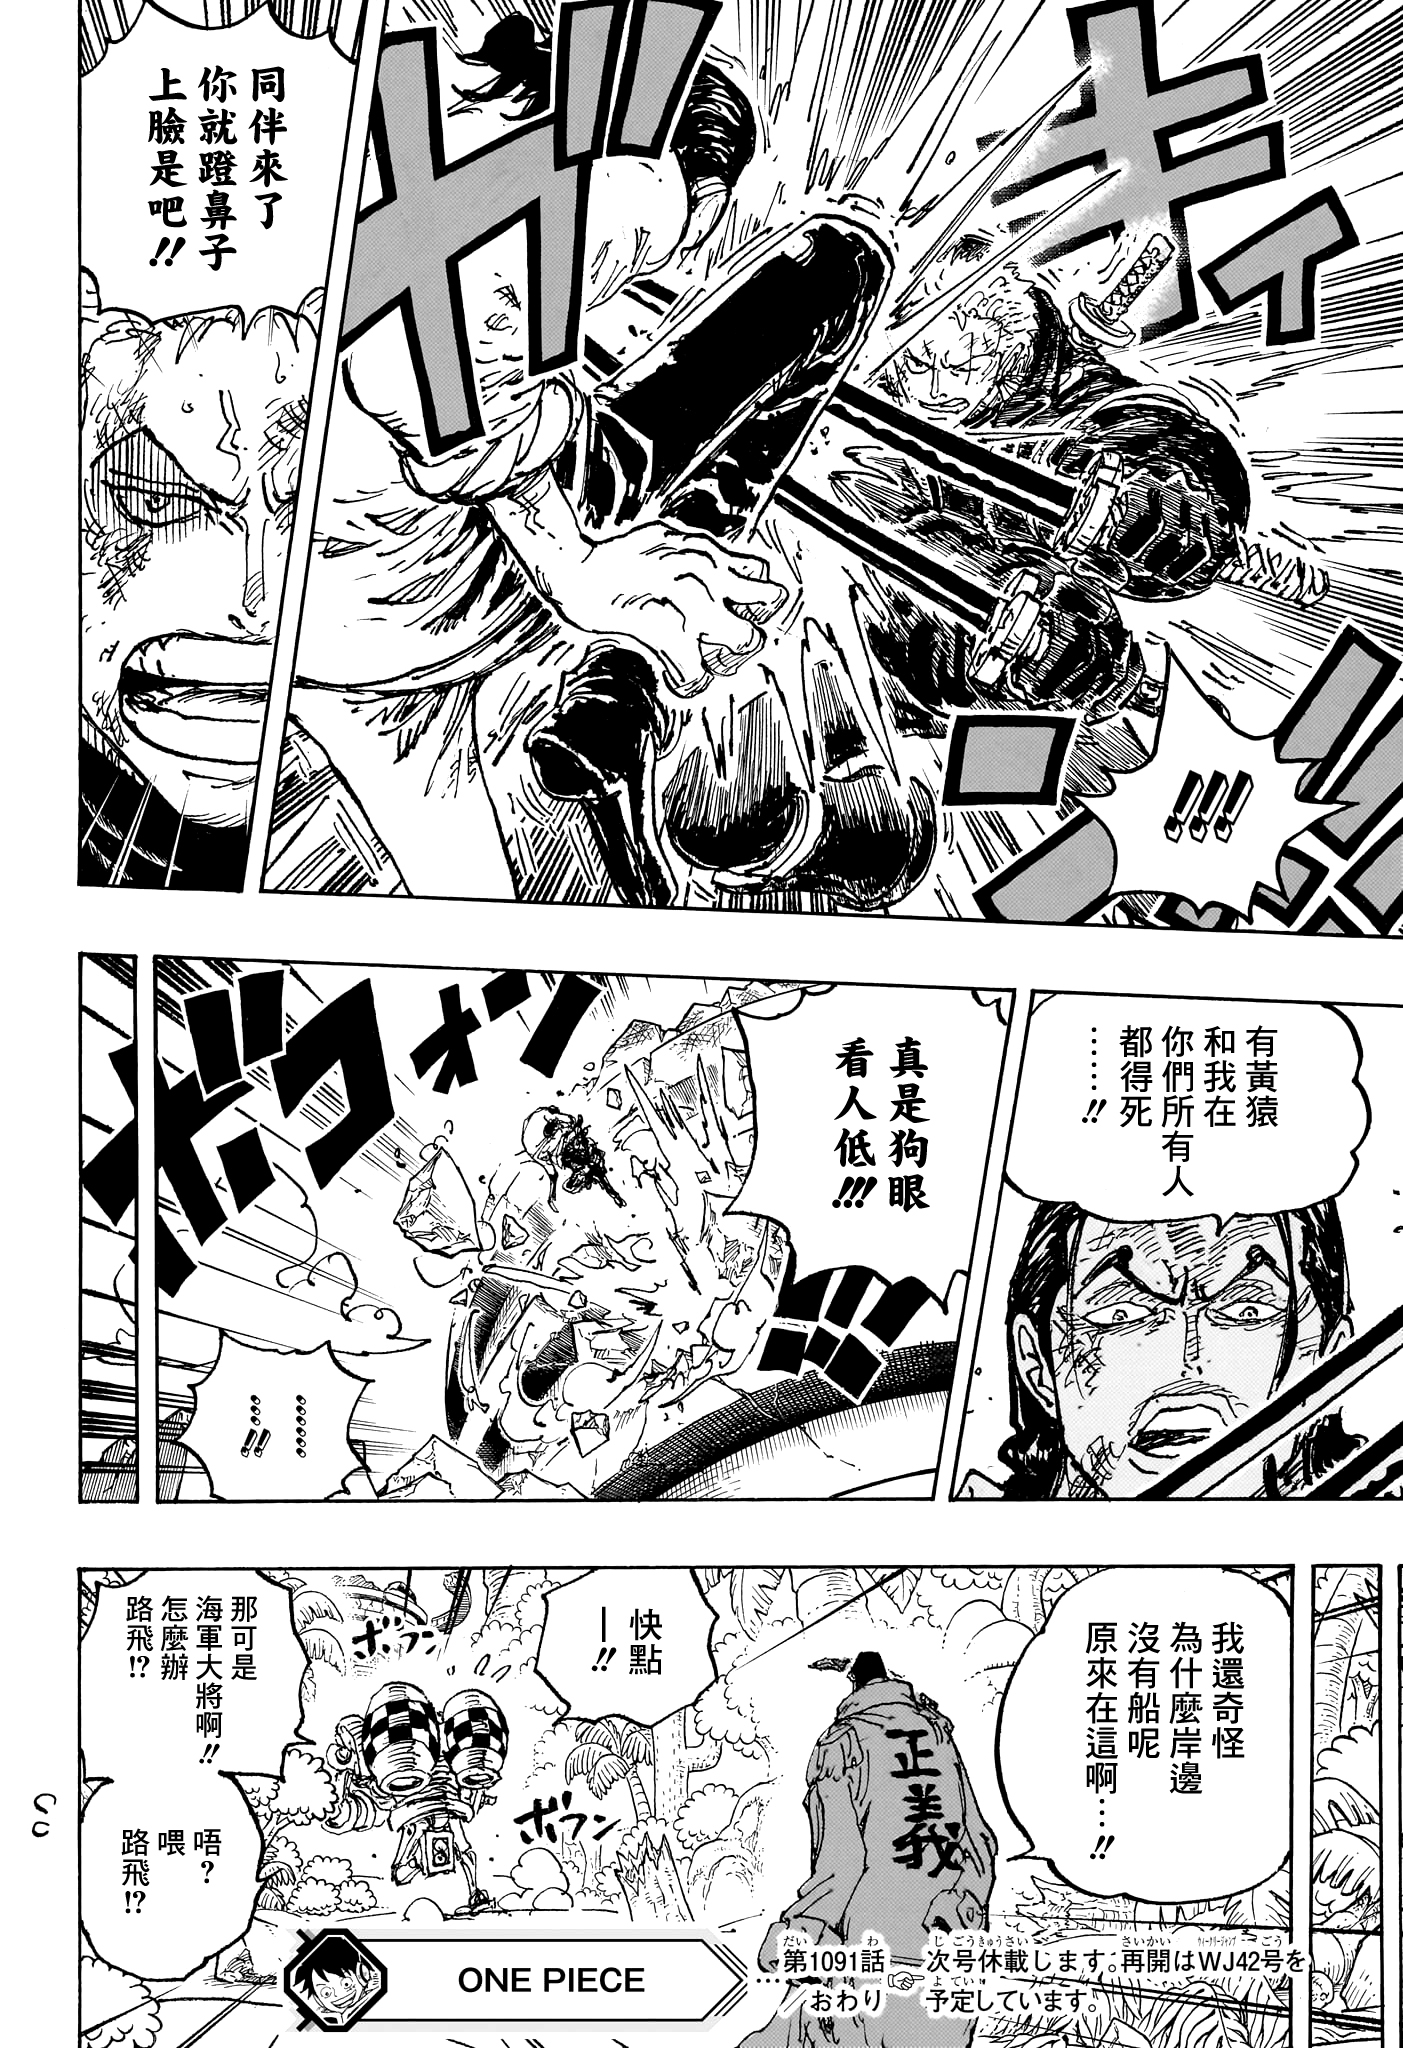 ガ
キィ
ロロ
!!!!
同伴來了
你就蹬鼻子
上臉是吧!!
有黃猿
和我在
你們所有人
都得死
……!!
真是狗眼
看人低!!!
ボコォン
!!!
………
…!!
我還奇怪
為什麼岸邊
沒有船呢
原來在這啊…!!
正義
快點
—!!
ボフン
ボフン
那可是
海軍大將啊!!
怎麼辦
路飛!?
唔?
喂
路飛!?
ONE PIECE
第1091話
/おわり
次号休載します。再開はWJ42号を
予定しています。